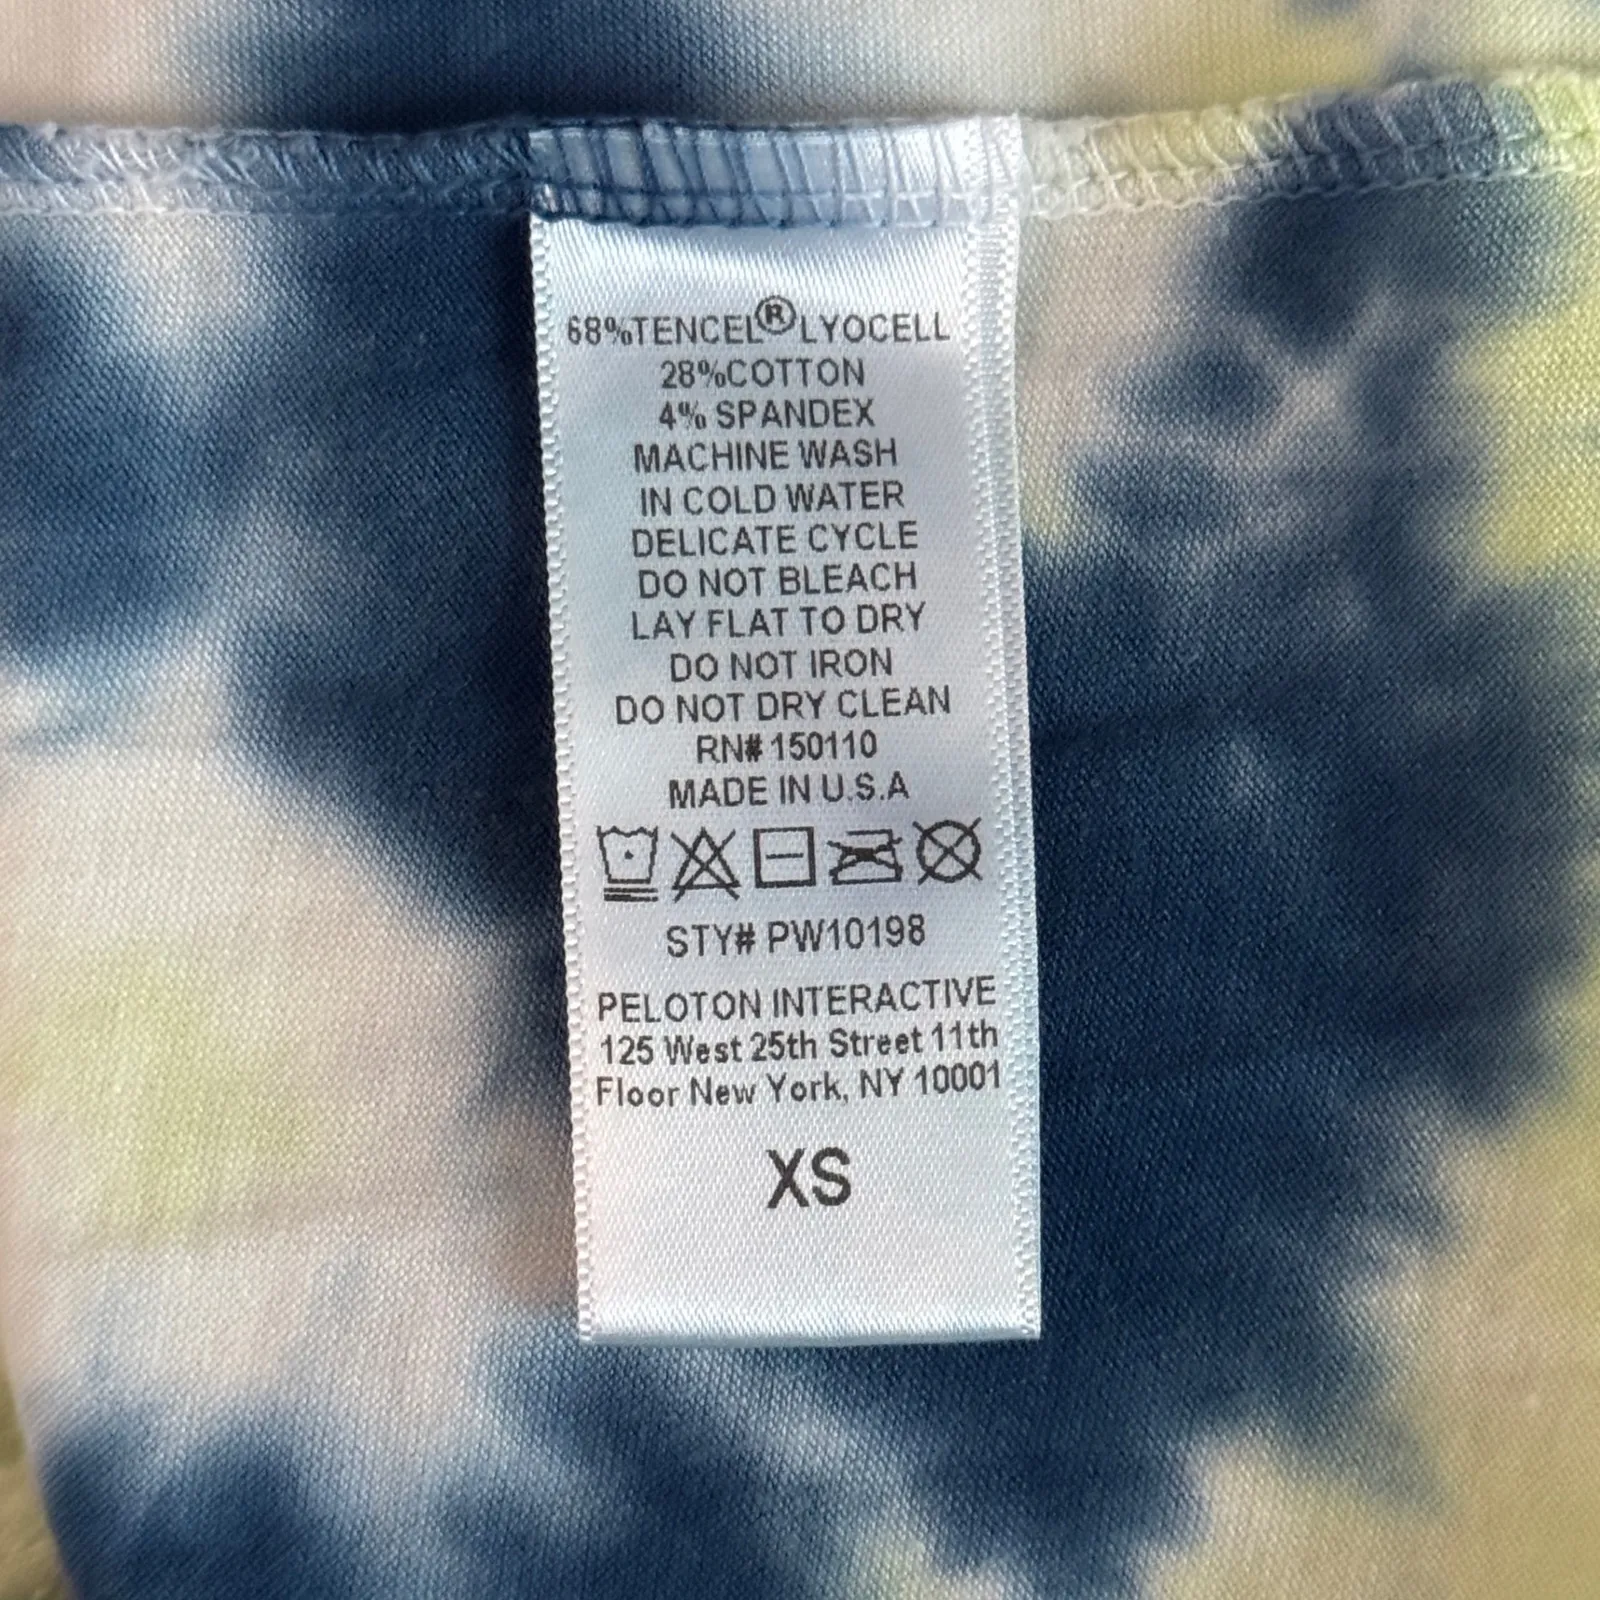 68%TENCEL®LYOCELL
28%COTTON
4% SPANDEX
MACHINE WASH
IN COLD WATER
DELICATE CYCLE
DO NOT BLEACH
LAY FLAT TO DRY
DO NOT IRON
DO NOT DRY CLEAN
RN# 150110
MADE IN U.S.A
STY# PW10198
PELOTON INTERACTIVE
125 West 25th Street 11th
Floor New York, NY 10001
XS